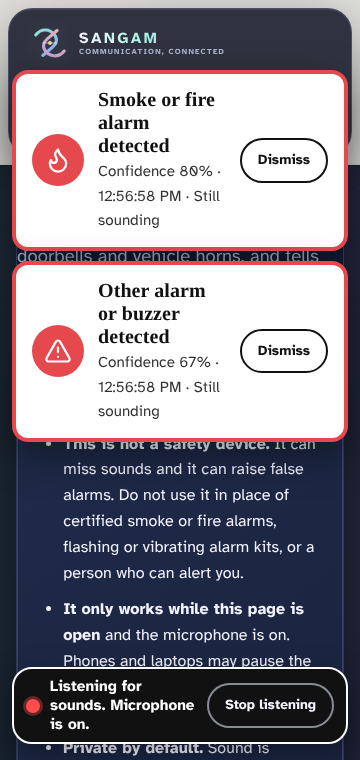 SANGAM
COMMUNICATION, CONNECTED
Smoke or fire
alarm
detected
Confidence 80% ·
12:56:58 PM · Still
sounding
Dismiss
doorbells and vehicle horns, and tells
Other alarm
or buzzer
detected
Confidence 67% ·
12:56:58 PM · Still
sounding
Dismiss
• This is not a safety device. It can
miss sounds and it can raise false
alarms. Do not use it in place of
certified smoke or fire alarms,
flashing or vibrating alarm kits, or a
person who can alert you.
• It only works while this page is
open and the microphone is on.
Phones and laptops may pause the
Listening for
sounds. Microphone
is on.
Stop listening
• Private by default. Sound is